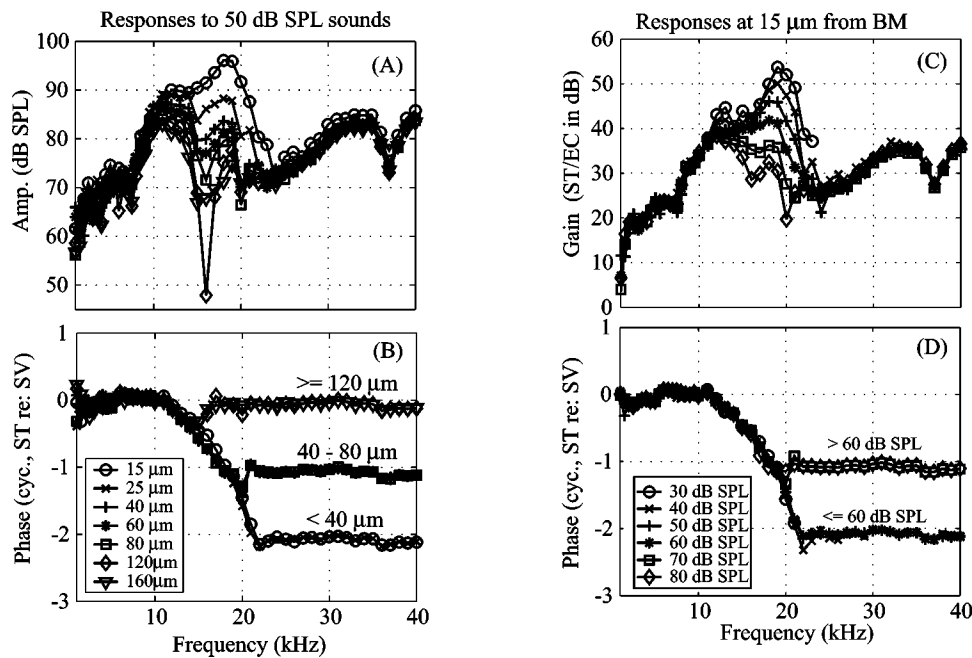 Responses to 50 dB SPL sounds
(A)
Amp. (dB SPL)
100
90
80
70
60
50
Responses at 15 μm from BM
(C)
Gain (ST/EC in dB)
60
50
40
30
20
10
0
(B)
Phase (cyc., ST re: SV)
1
0
-1
-2
-3
>= 120 μm
40 - 80 μm
< 40 μm
15 μm
25 μm
40 μm
60 μm
80 μm
120μm
160μm
10 20 30 40
Frequency (kHz)
(D)
Phase (cyc., ST re: SV)
1
0
-1
-2
-3
> 60 dB SPL
<= 60 dB SPL
30 dB SPL
40 dB SPL
50 dB SPL
60 dB SPL
70 dB SPL
80 dB SPL
10 20 30 40
Frequency (kHz)